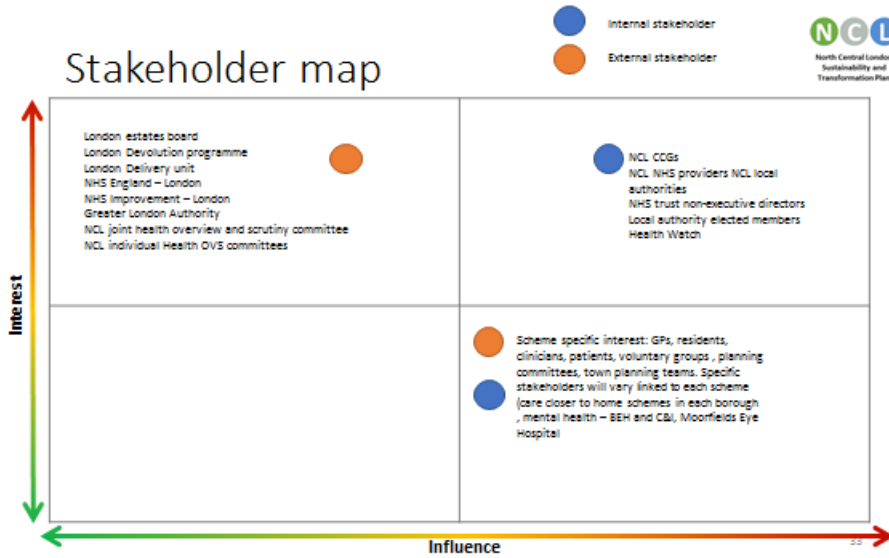 Internal stakeholder
External stakeholder
N C L
North Central London
Sustainability and
Transformation Plan
Stakeholder map
London estates board
London Devolution programme
London Delivery unit
NHS England – London
NHS Improvement – London
Greater London Authority
NCL joint health overview and scrutiny committee
NCL individual Health OVS committees
NCL CCGs
NCL NHS providers NCL local
authorities
NHS trust non-executive directors
Local authority elected members
Health Watch
Interest
Scheme specific interest: GPs, residents,
clinicians, patients, voluntary groups , planning
committees, town planning teams. Specific
stakeholders will vary linked to each scheme
(care closer to home schemes in each borough
, mental health – BEH and C&I, Moorfields Eye
Hospital
Influence